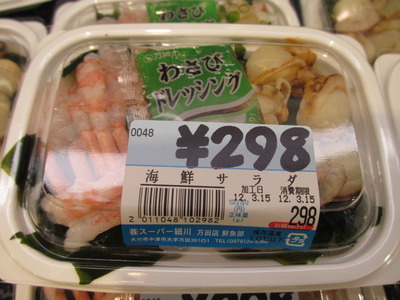 わさび
ドレッシング
0048
¥298
海鮮サラダ
加工日 消費期限
12. 3.15 12. 3.15
298
2 011048 102982
㈱スーパー細川 万田店 鮮魚部